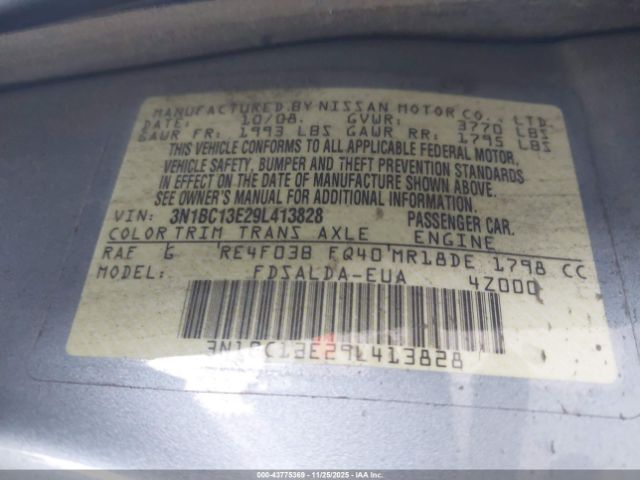 MANUFACTURED BY NISSAN MOTOR CO., LTD.
DATE: 10/08. GVWR: 3770 LBS
GAWR FR: 1993 LBS GAWR RR: 1795 LBS
THIS VEHICLE CONFORMS TO ALL APPLICABLE FEDERAL MOTOR
VEHICLE SAFETY, BUMPER AND THEFT PREVENTION STANDARDS
IN EFFECT ON THE DATE OF MANUFACTURE SHOWN ABOVE.
SEE OWNER'S MANUAL FOR ADDITIONAL INFORMATION.
VIN: 3N1BC13E29L413828 PASSENGER CAR.
COLOR TRIM TRANS AXLE ENGINE
RAF G RE4F03B FQ40 MR18DE 1798 CC
MODEL: FDSALDA-EUA 4Z000
3N1BC13E29L413828
000-43775369 - 11/25/2025 - IAAI.COM